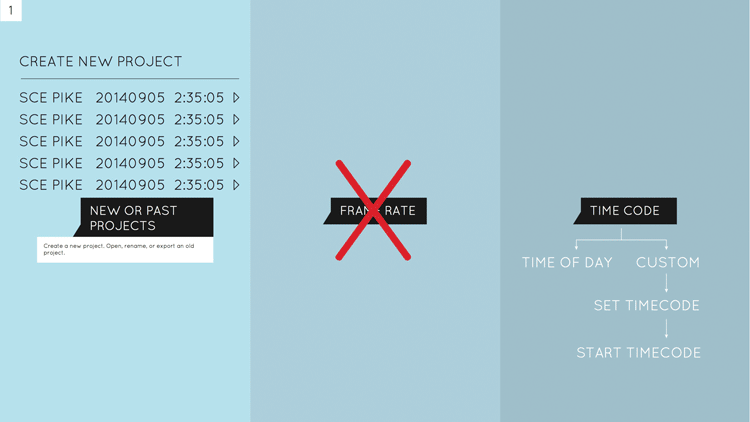 1
CREATE NEW PROJECT
SCE PIKE 20140905 2:35:05
SCE PIKE 20140905 2:35:05
SCE PIKE 20140905 2:35:05
SCE PIKE 20140905 2:35:05
SCE PIKE 20140905 2:35:05
NEW OR PAST
PROJECTS
Create a new project. Open, rename, or export an old
project.
FRAME RATE
TIME CODE
TIME OF DAY
CUSTOM
SET TIMECODE
START TIMECODE